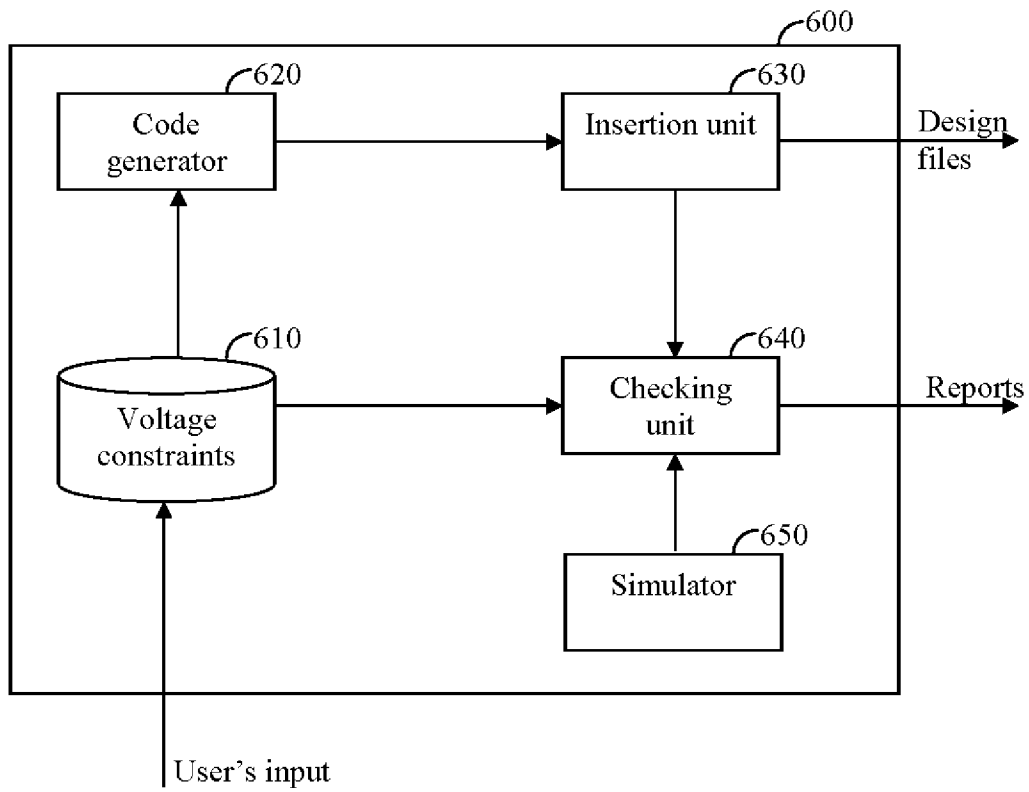 600
620
630
Code
generator
Insertion unit
Design
files
610
640
Voltage
constraints
Checking
unit
Reports
650
Simulator
User's input